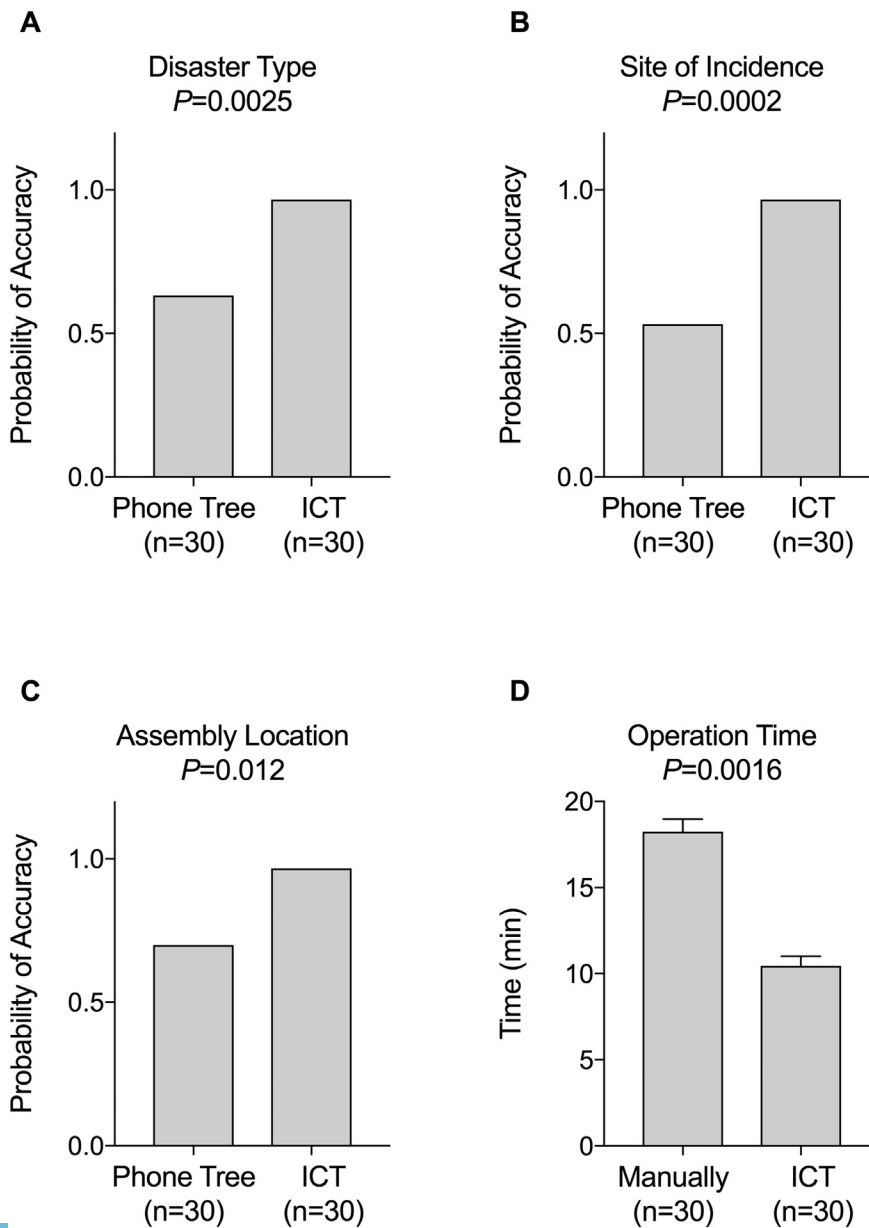 A
Disaster Type
P=0.0025
Probability of Accuracy
1.0
0.5
0.0
Phone Tree ICT
(n=30) (n=30)
B
Site of Incidence
P=0.0002
Probability of Accuracy
1.0
0.5
0.0
Phone Tree ICT
(n=30) (n=30)
C
Assembly Location
P=0.012
Probability of Accuracy
1.0
0.5
0.0
Phone Tree ICT
(n=30) (n=30)
D
Operation Time
P=0.0016
Time (min)
20
15
10
5
0
Manually ICT
(n=30) (n=30)